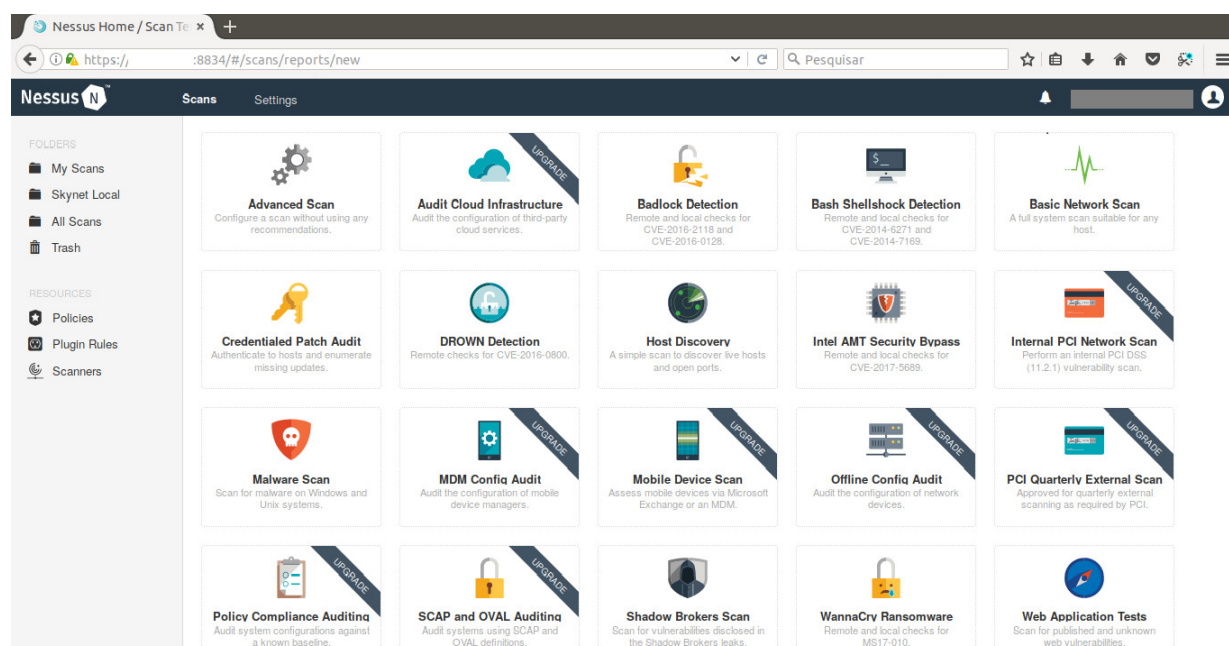 Nessus Home / Scan Te
https:/ :8834/#/scans/reports/new
Pesquisar
Nessus N
Scans
Settings
FOLDERS
My Scans
Skynet Local
All Scans
Trash
RESOURCES
Policies
Plugin Rules
Scanners
Advanced Scan
Configure a scan without using any
recommendations.
UPGRADE
Audit Cloud Infrastructure
Audit the configuration of third-party
cloud services.
Badlock Detection
Remote and local checks for
CVE-2016-2118 and
CVE-2016-0128.
$_
Bash Shellshock Detection
Remote and local checks for
CVE-2014-6271 and
CVE-2014-7169.
Basic Network Scan
A full system scan suitable for any
host.
Credentialed Patch Audit
Authenticate to hosts and enumerate
missing updates.
DROWN Detection
Remote checks for CVE-2016-0800.
Host Discovery
A simple scan to discover live hosts
and open ports.
Intel AMT Security Bypass
Remote and local checks for
CVE-2017-5689.
UPGRADE
Internal PCI Network Scan
Perform an internal PCI DSS
(11.2.1) vulnerability scan.
Malware Scan
Scan for malware on Windows and
Unix systems.
UPGRADE
MDM Config Audit
Audit the configuration of mobile
device managers.
UPGRADE
Mobile Device Scan
Assess mobile devices via Microsoft
Exchange or an MDM.
UPGRADE
Offline Config Audit
Audit the configuration of network
devices.
UPGRADE
PCI Quarterly External Scan
Approved for quarterly external
scanning as required by PCI.
UPGRADE
Policy Compliance Auditing
Audit system configurations against
a known baseline.
UPGRADE
SCAP and OVAL Auditing
Audit systems using SCAP and
OVAL definitions.
Shadow Brokers Scan
Scan for vulnerabilities disclosed in
the Shadow Brokers leaks.
WannaCry Ransomware
Remote and local checks for
MS17-010.
Web Application Tests
Scan for published and unknown
web vulnerabilities.